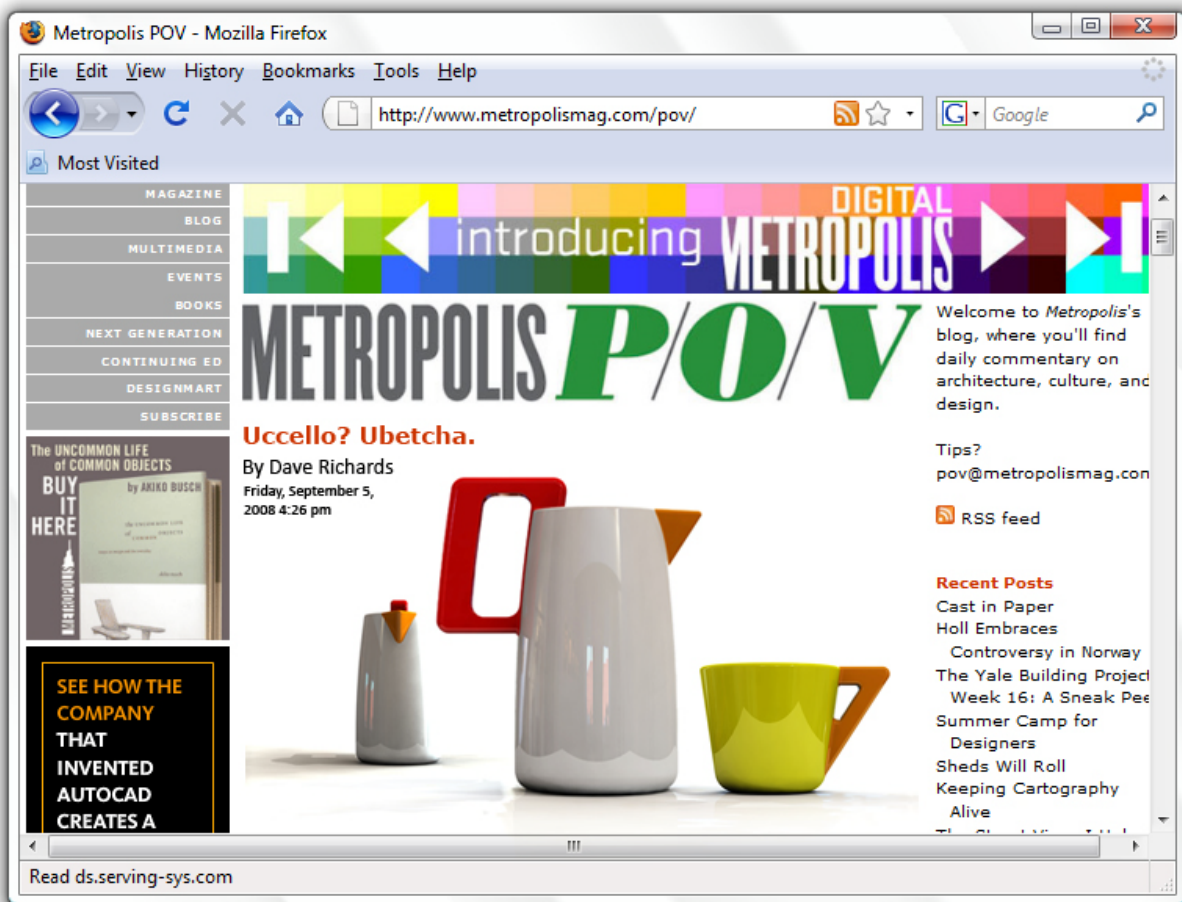 Metropolis POV - Mozilla Firefox
File Edit View History Bookmarks Tools Help
http://www.metropolismag.com/pov/
G Google
Most Visited
MAGAZINE
BLOG
MULTIMEDIA
EVENTS
BOOKS
NEXT GENERATION
CONTINUING ED
DESIGNMART
SUBSCRIBE
The UNCOMMON LIFE
of COMMON OBJECTS
BUY
IT
HERE
by AKIKO BUSCH
METROPOLIS
SEE HOW THE
COMPANY
THAT
INVENTED
AUTOCAD
CREATES A
DIGITAL
introducing METROPOLIS
METROPOLIS P/O/V
Uccello? Ubetcha.
By Dave Richards
Friday, September 5,
2008 4:26 pm
Welcome to Metropolis's
blog, where you'll find
daily commentary on
architecture, culture, and
design.
Tips?
pov@metropolismag.con
RSS feed
Recent Posts
Cast in Paper
Holl Embraces
Controversy in Norway
The Yale Building Project
Week 16: A Sneak Pee
Summer Camp for
Designers
Sheds Will Roll
Keeping Cartography
Alive
Read ds.serving-sys.com